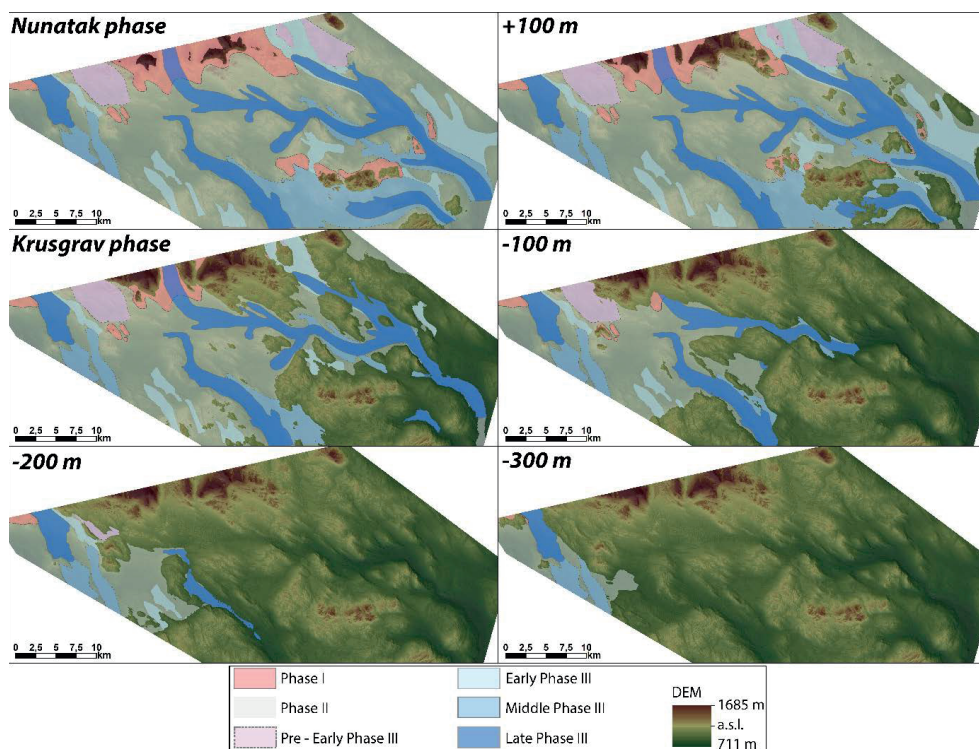 Nunatak phase
+100 m
0 2,5 5 7,5 10
km
0 2,5 5 7,5 10
km
Krusgrav phase
-100 m
0 2,5 5 7,5 10
km
0 2,5 5 7,5 10
km
-200 m
-300 m
0 2,5 5 7,5 10
km
0 2,5 5 7,5 10
km
Phase I
Early Phase III
DEM
Phase II
Middle Phase III
1685 m
a.s.l.
Pre - Early Phase III
Late Phase III
711 m